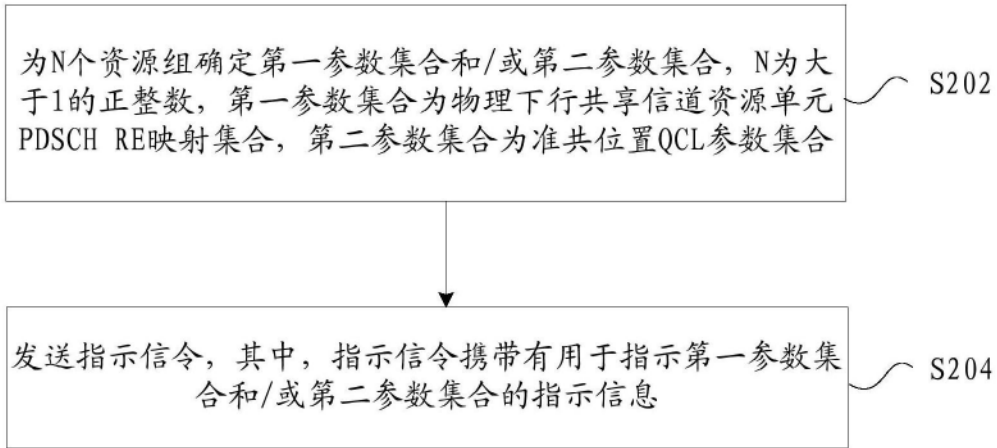 为N个资源组确定第一参数集合和/或第二参数集合，N为大
于1的正整数，第一参数集合为物理下行共享信道资源单元
PDSCH RE映射集合，第二参数集合为准共位置QCL参数集合
S202
发送指示信令，其中，指示信令携带有用于指示第一参数集
合和/或第二参数集合的指示信息
S204